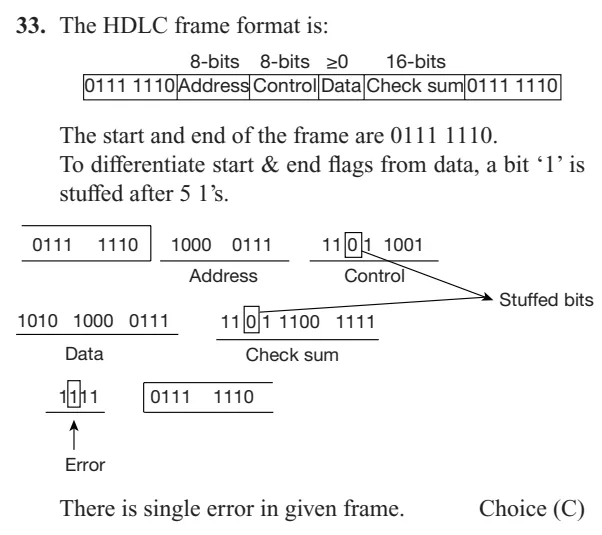 33. The HDLC frame format is:
8-bits 8-bits ≥0 16-bits
0111 1110 Address Control Data Check sum 0111 1110
The start and end of the frame are 0111 1110.
To differentiate start & end flags from data, a bit ‘1’ is
stuffed after 5 1’s.
0111 1110 1000 0111 11 0 1 1001
Address Control
Stuffed bits
1010 1000 0111 11 0 1 1100 1111
Data Check sum
1111 0111 1110
Error
There is single error in given frame. Choice (C)